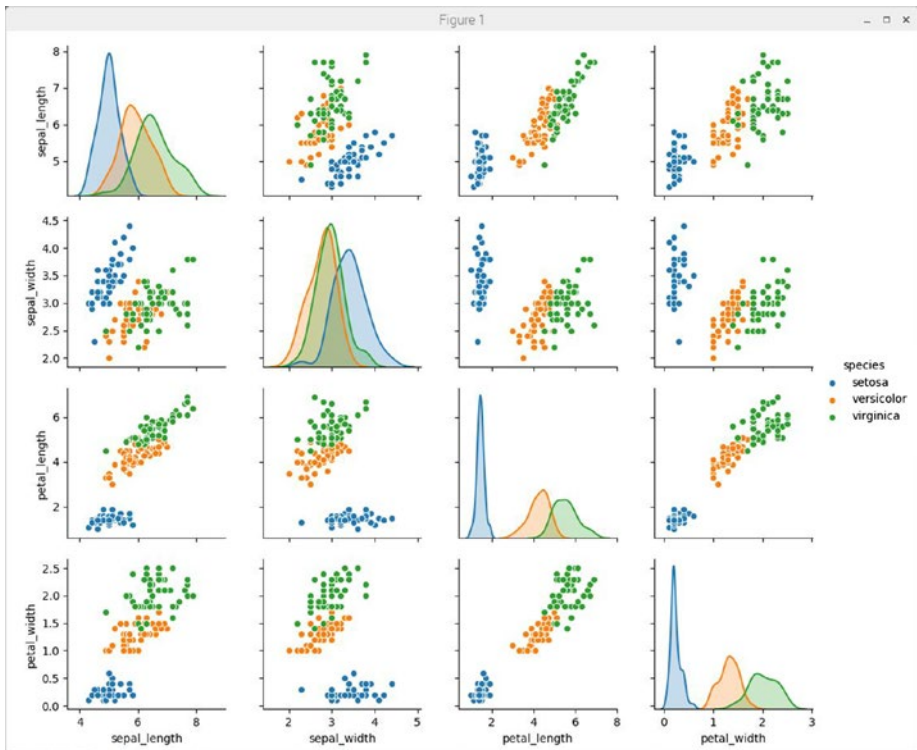 Figure 1
8
7
6
5
sepal_length
4.5
4.0
3.5
3.0
2.5
2.0
sepal_width
species
setosa
versicolor
virginica
6
4
2
petal_length
2.5
2.0
1.5
1.0
0.5
0.0
petal_width
4 6 8 2 3 4 5 2 4 6 8 0 1 2 3
sepal_length sepal_width petal_length petal_width